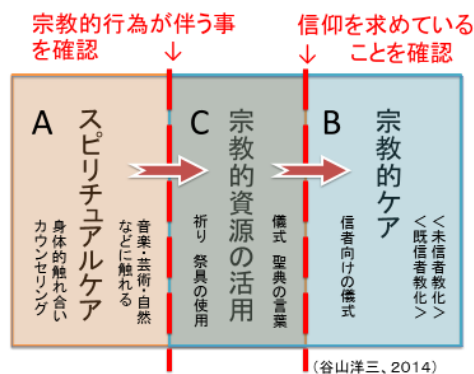 宗教的行為が伴う事
を確認
信仰を求めている
ことを確認
A
スピリチュアルケア
音楽・芸術・自然
などに触れる
身体的触れ合い
カウンセリング
C
宗教的資源の活用
儀式 聖典の言葉
祈り 祭具の使用
B
宗教的ケア
＜未信者教化＞
＜既信者教化＞
信者向けの儀式
（谷山洋三、2014）